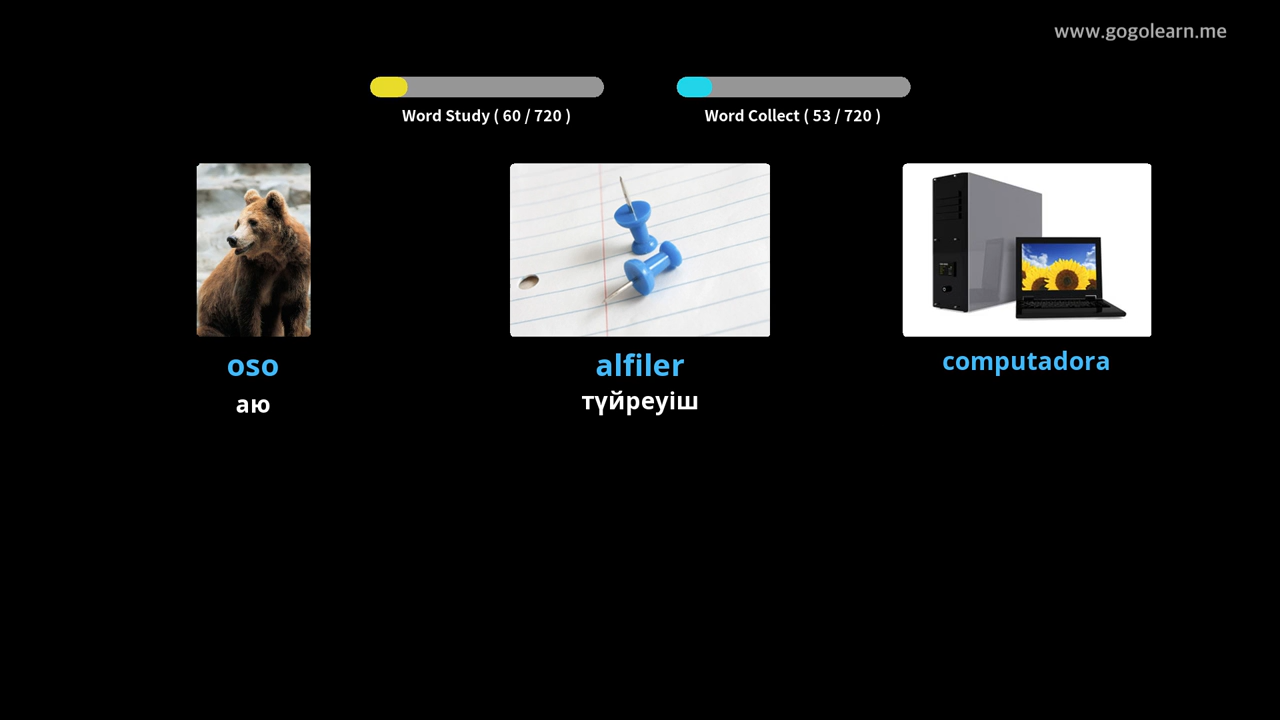 www.gogolearn.me
Word Study ( 60 / 720 )
Word Collect ( 53 / 720 )
oso
alfiler
computadora
аю
түйреуіш